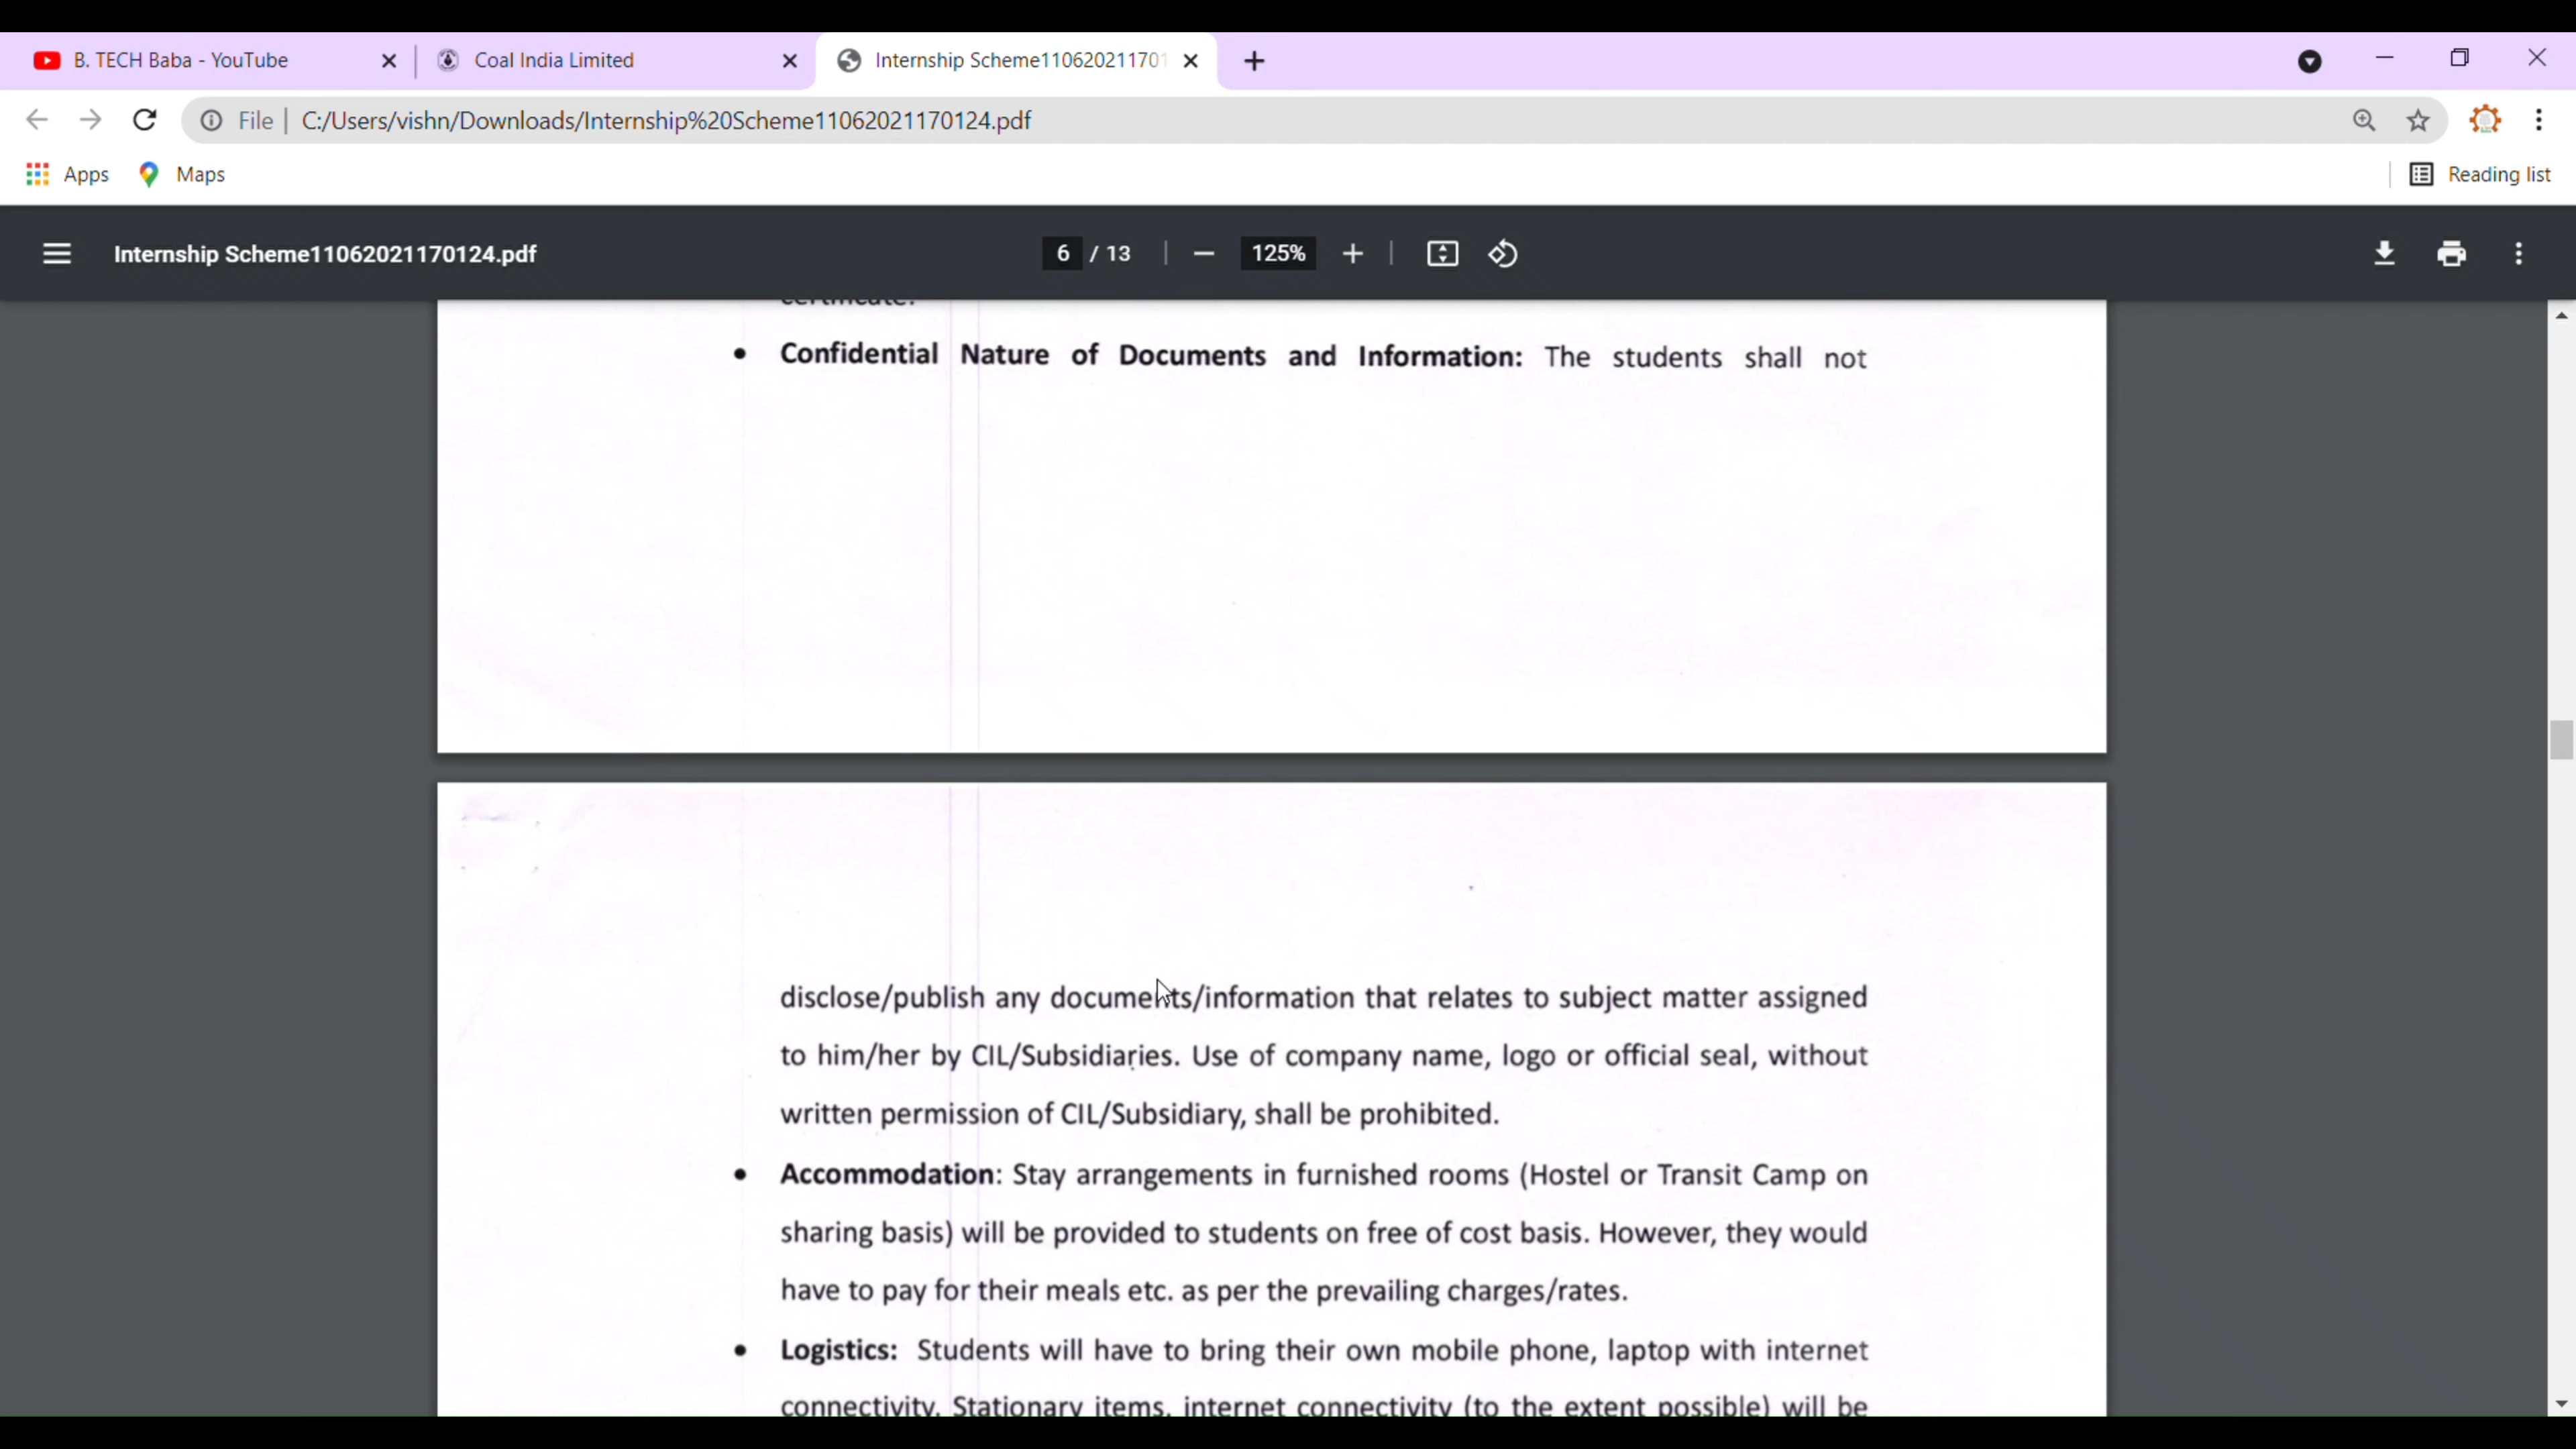 B. TECH Baba - YouTube
Coal India Limited
Internship Scheme110620211701
File
C:/Users/vishn/Downloads/Internship%20Scheme11062021170124.pdf
Apps
Maps
Reading list
Internship Scheme11062021170124.pdf
6 / 13
125%
certificate.
• Confidential Nature of Documents and Information: The students shall not
disclose/publish any documents/information that relates to subject matter assigned
to him/her by CIL/Subsidiaries. Use of company name, logo or official seal, without
written permission of CIL/Subsidiary, shall be prohibited.
• Accommodation: Stay arrangements in furnished rooms (Hostel or Transit Camp on
sharing basis) will be provided to students on free of cost basis. However, they would
have to pay for their meals etc. as per the prevailing charges/rates.
• Logistics: Students will have to bring their own mobile phone, laptop with internet
connectivity. Stationary items, internet connectivity (to the extent possible) will be